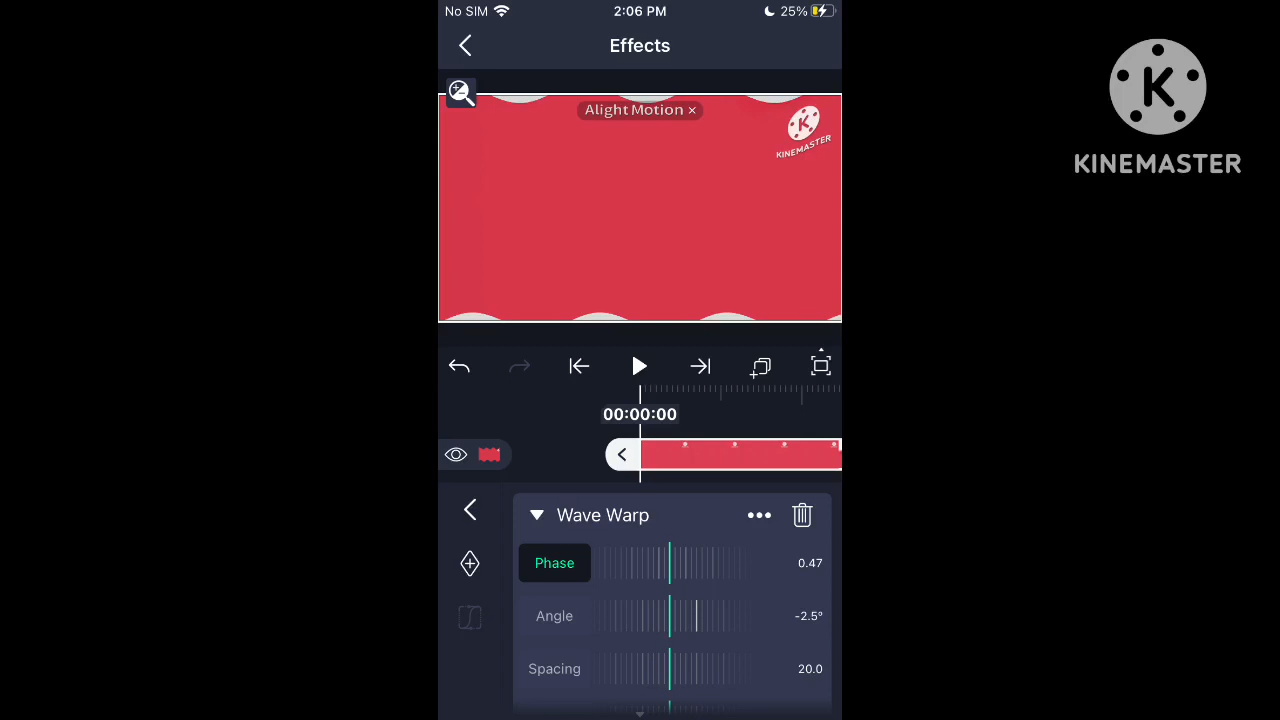 No SIM 2:06 PM 25%
Effects
Alight Motion ×
K
KINEMASTER
K
KINEMASTER
00:00:00
Wave Warp
Phase 0.47
Angle -2.5°
Spacing 20.0